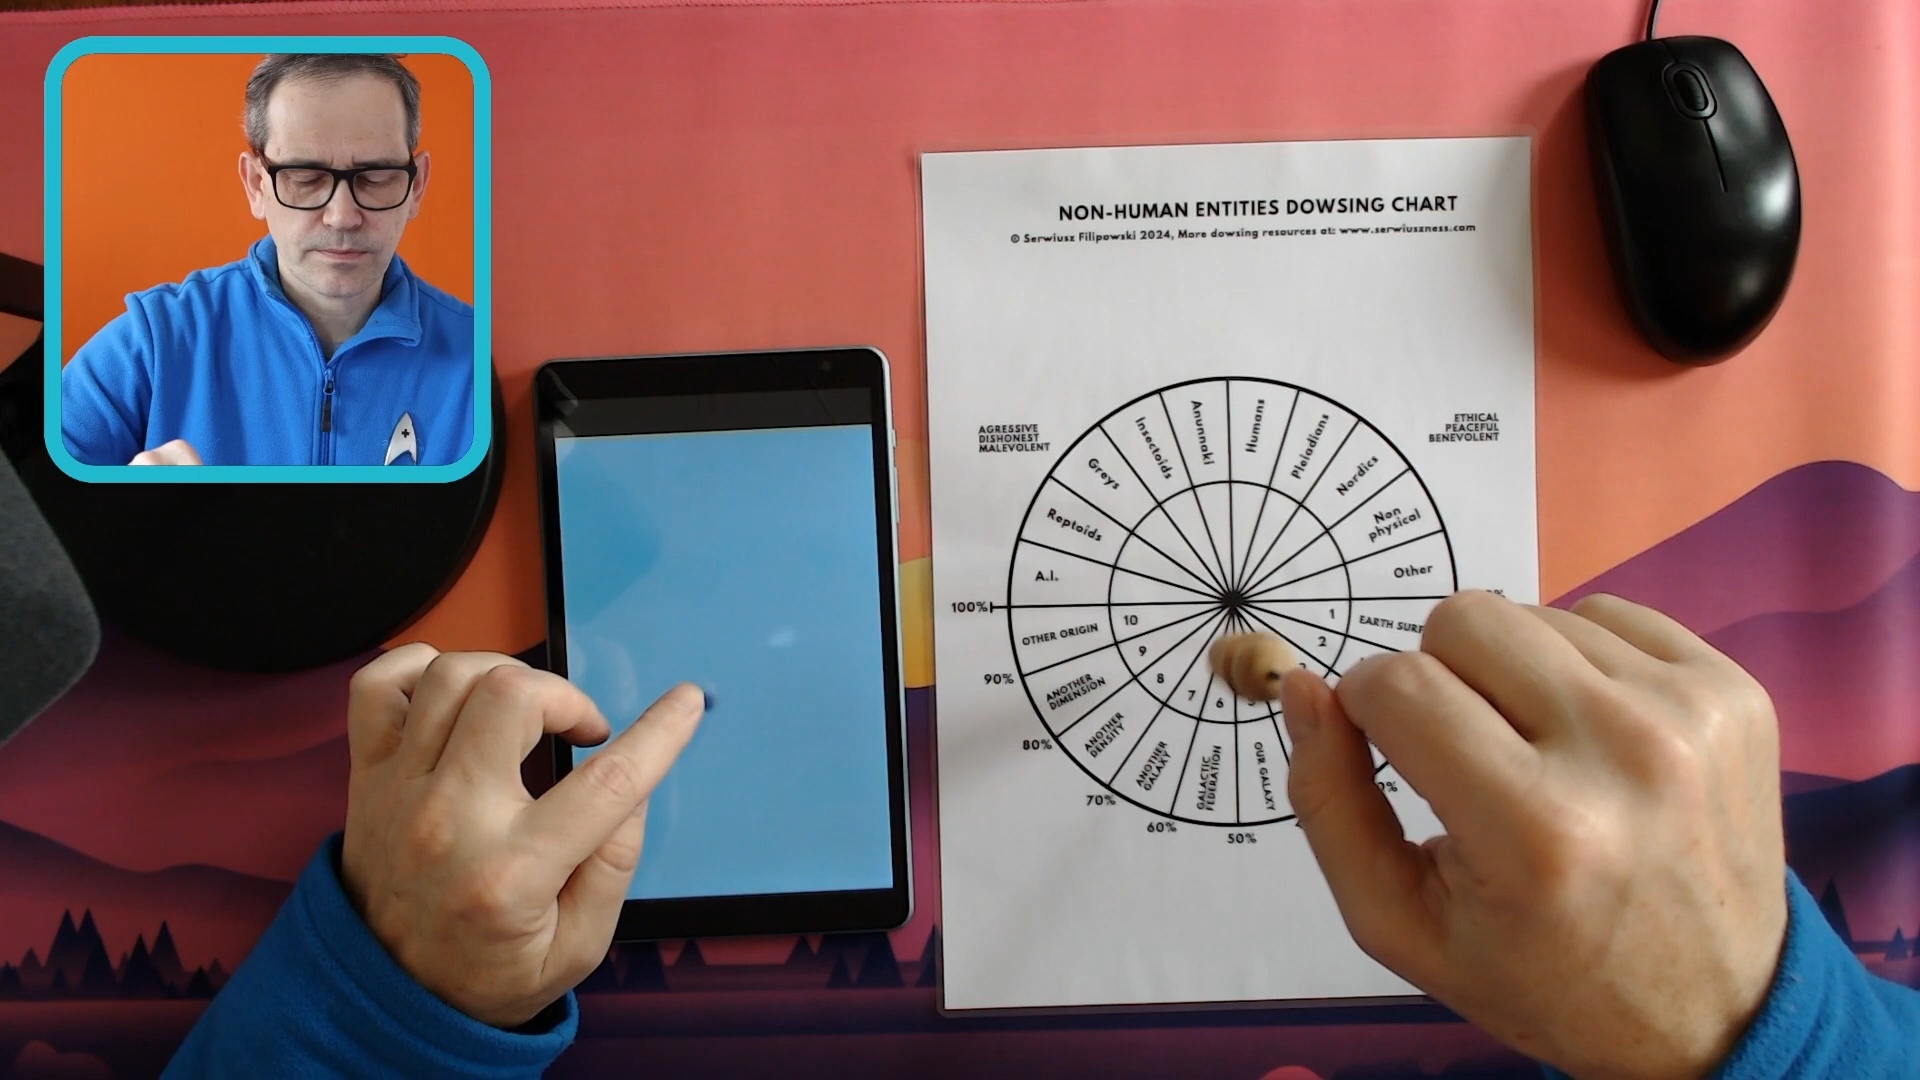 NON-HUMAN ENTITIES DOWSING CHART
© Serwiusz Filipowski 2024, More dowsing resources at: www.serwiuszness.com
AGRESSIVE
DISHONEST
MALEVOLENT
ETHICAL
PEACEFUL
BENEVOLENT
A.I.
Reptoids
Greys
Insectoids
Anunnaki
Humans
Pleiadians
Nordics
Non
physical
Other
100%
90%
80%
70%
60%
50%
10
9
8
7
6
2
1
OTHER ORIGIN
ANOTHER
DIMENSION
ANOTHER
DENSITY
ANOTHER
GALAXY
GALACTIC
FEDERATION
OUR GALAXY
EARTH